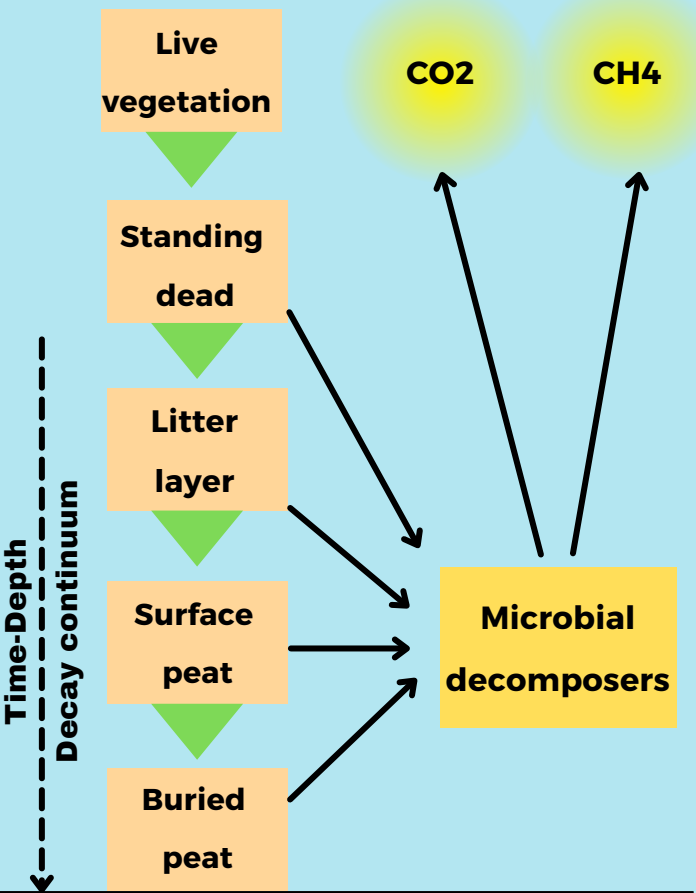 Live
vegetation
CO2
CH4
Standing
dead
Litter
layer
Surface
peat
Buried
peat
Microbial
decomposers
Time-Depth
Decay continuum